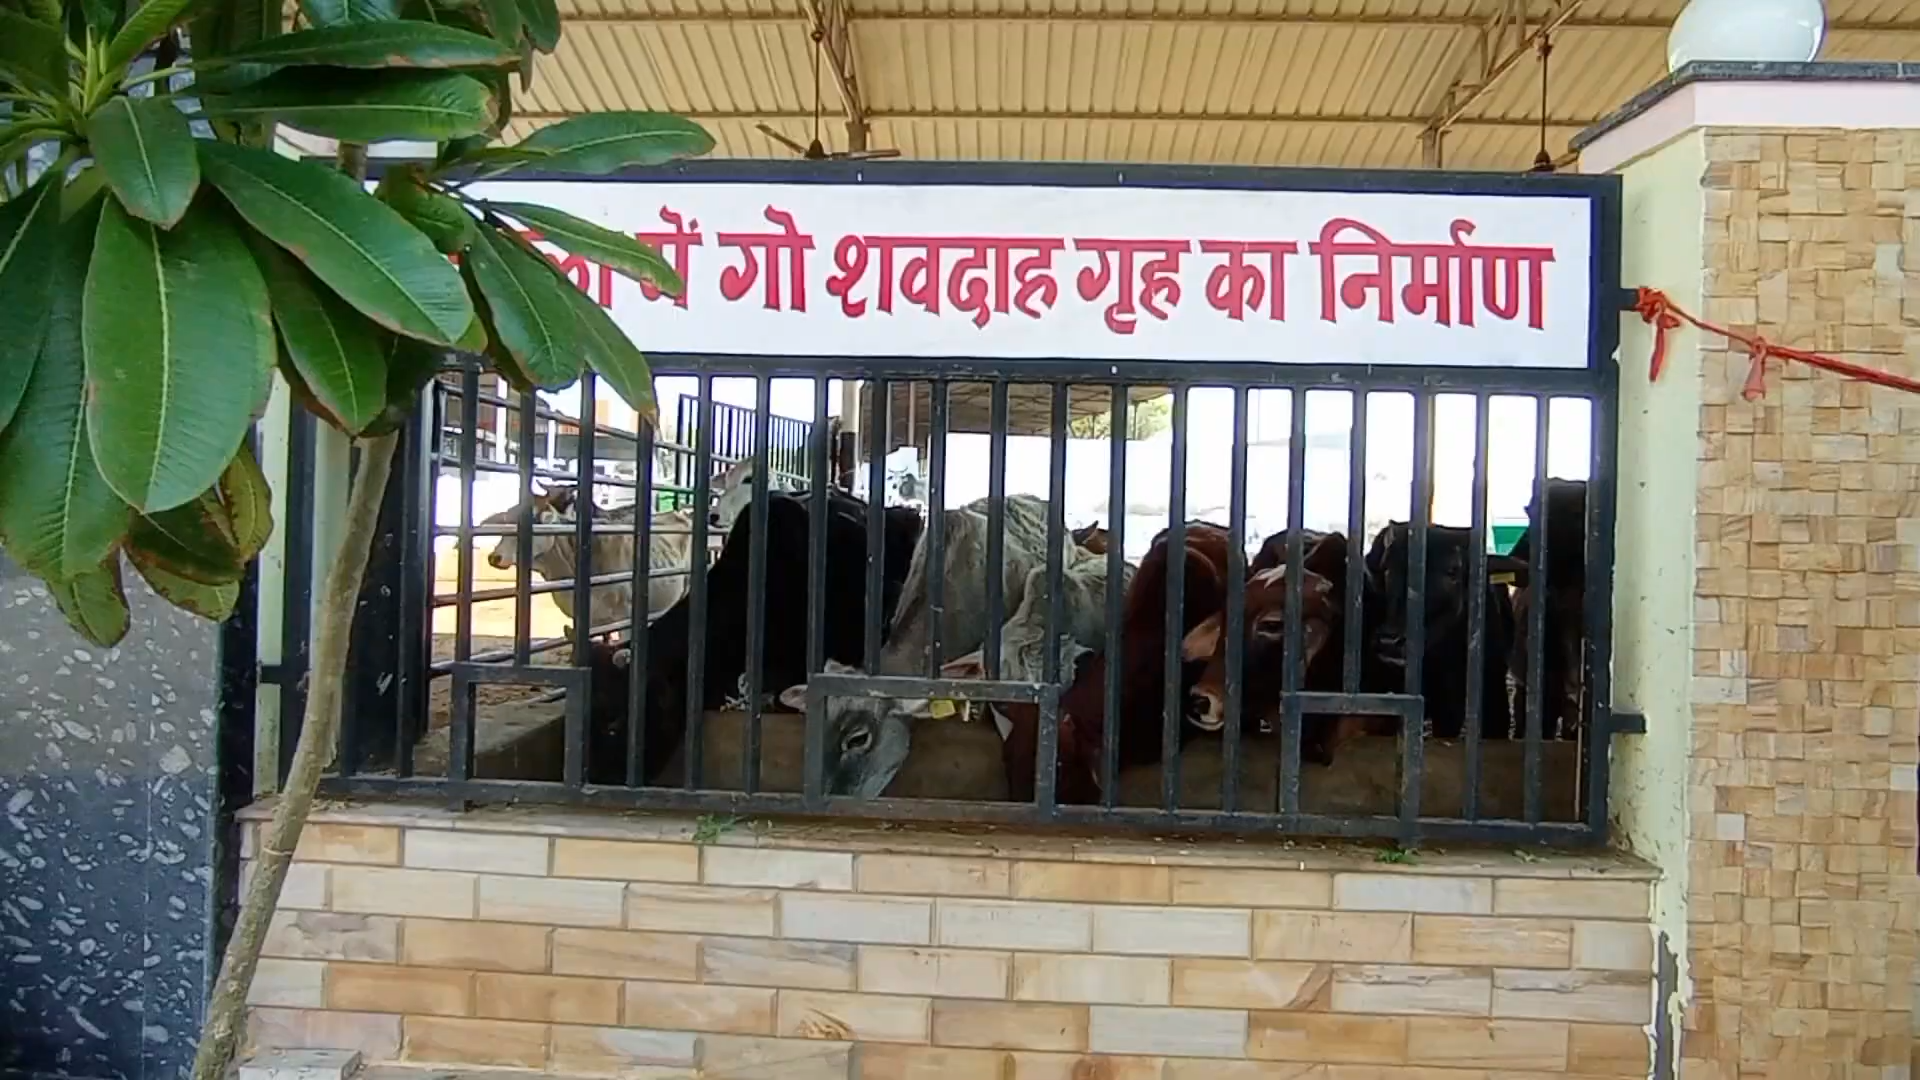 में गो शवदाह गृह का निर्माण